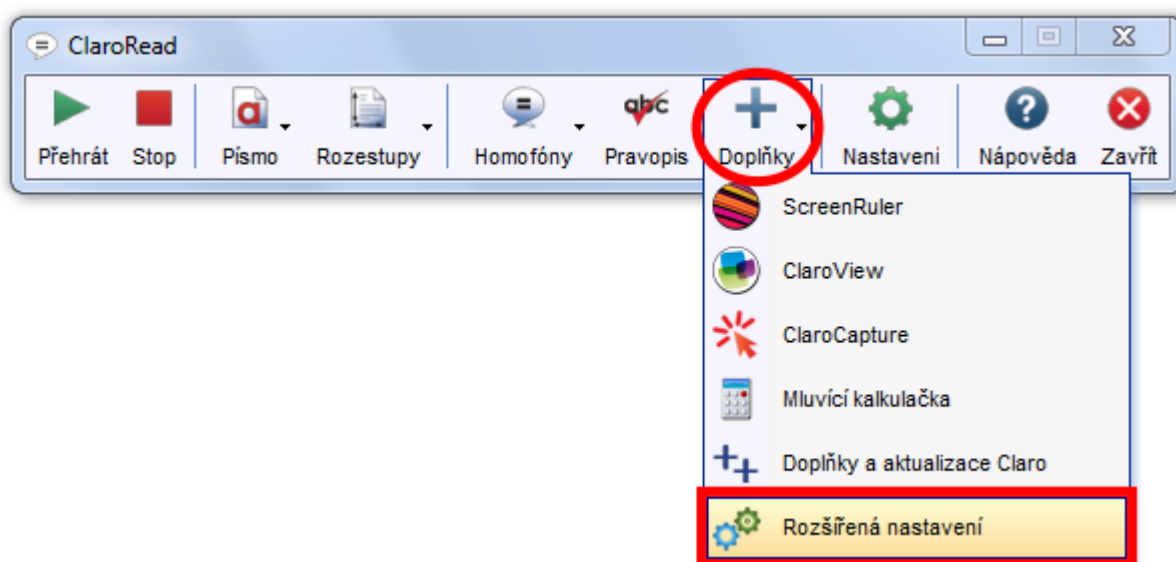 ClaroRead
Přehrát Stop Písmo Rozestupy Homofóny Pravopis Doplňky Nastavení Nápověda Zavřít
ScreenRuler
ClaroView
ClaroCapture
Mluvící kalkulačka
Doplňky a aktualizace Claro
Rozšířená nastavení